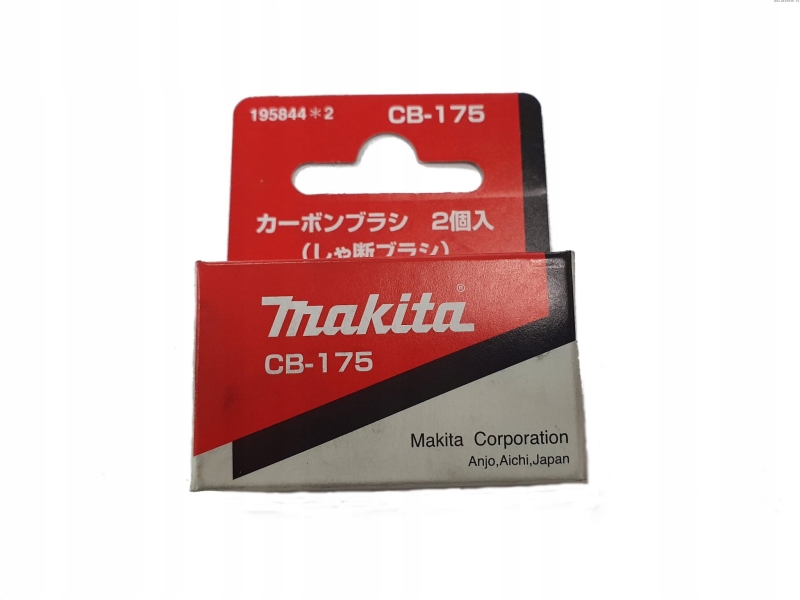 195844＊2 CB-175
カーボンブラシ 2個入
(しゃ断ブラシ)
makita®
CB-175
Makita Corporation
Anjo,Aichi,Japan